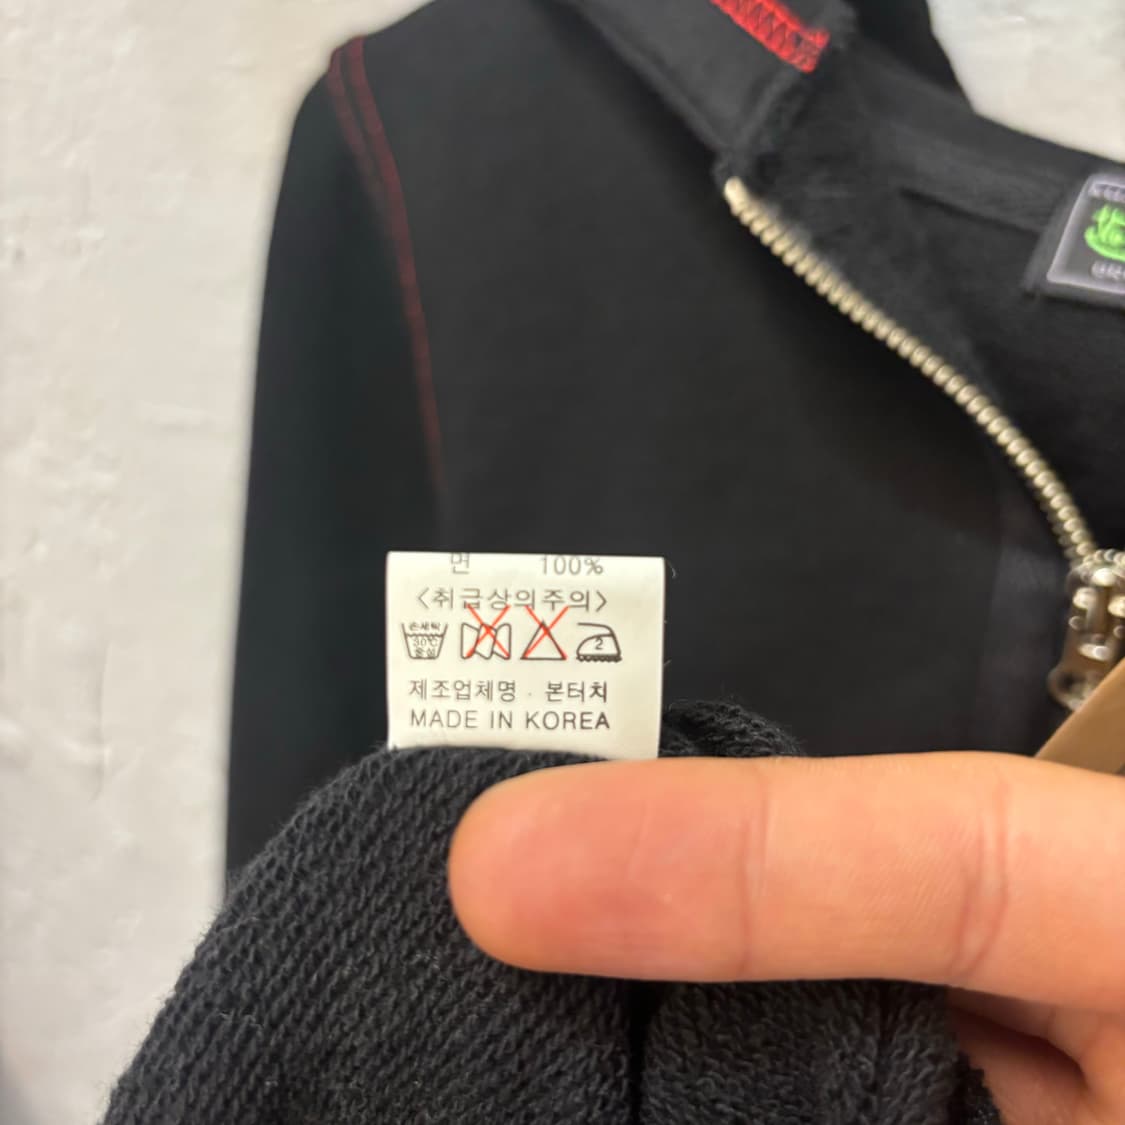 면 100%
<취급상의주의>
손세탁
30℃
중성
2
제조업체명 · 본터치
MADE IN KOREA